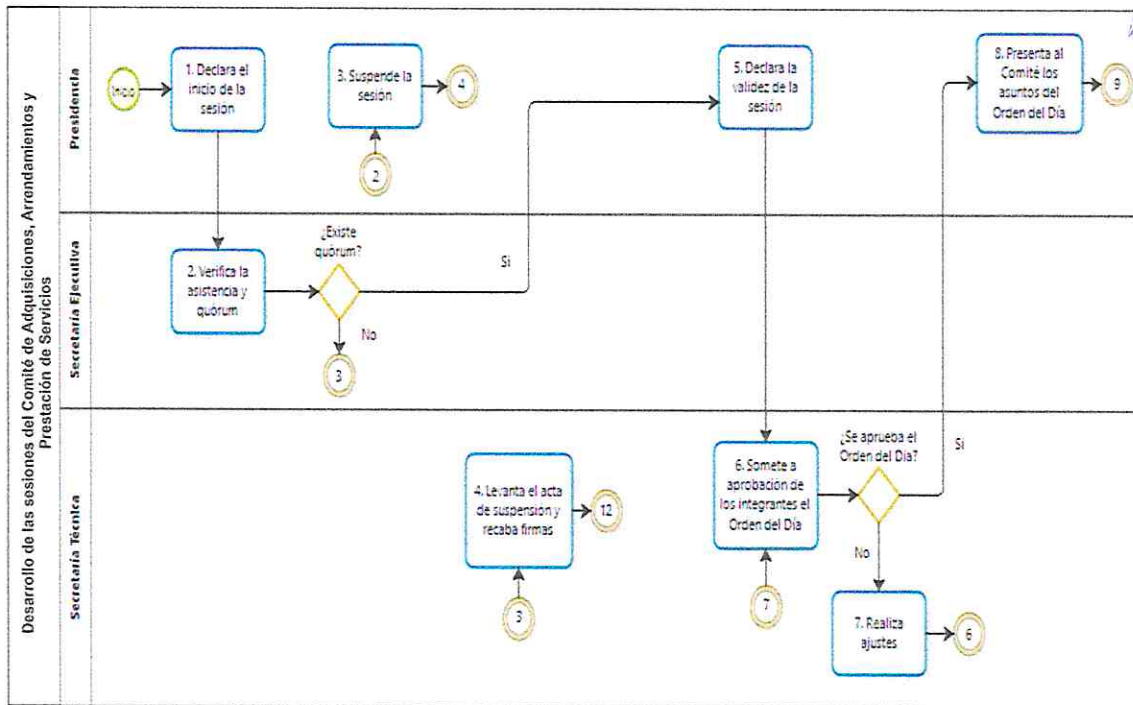 Desarrollo de las sesiones del Comité de Adquisiciones, Arrendamientos y
Prestación de Servicios
Presidencia
Inicio
1. Declara el
inicio de la
sesión
3. Suspende la
sesión
4
2
5. Declara la
validez de la
sesión
8. Presenta al
Comité los
asuntos del
Orden del Día
9
Secretaría Ejecutiva
2. Verifica la
asistencia y
quórum
¿Existe
quórum?
Si
No
3
Secretaría Técnica
4. Levanta el acta
de suspensión y
recaba firmas
12
3
6. Somete a
aprobación de
los integrantes el
Orden del Día
7
¿Se aprueba el
Orden del Día?
Si
No
7. Realiza
ajustes
6